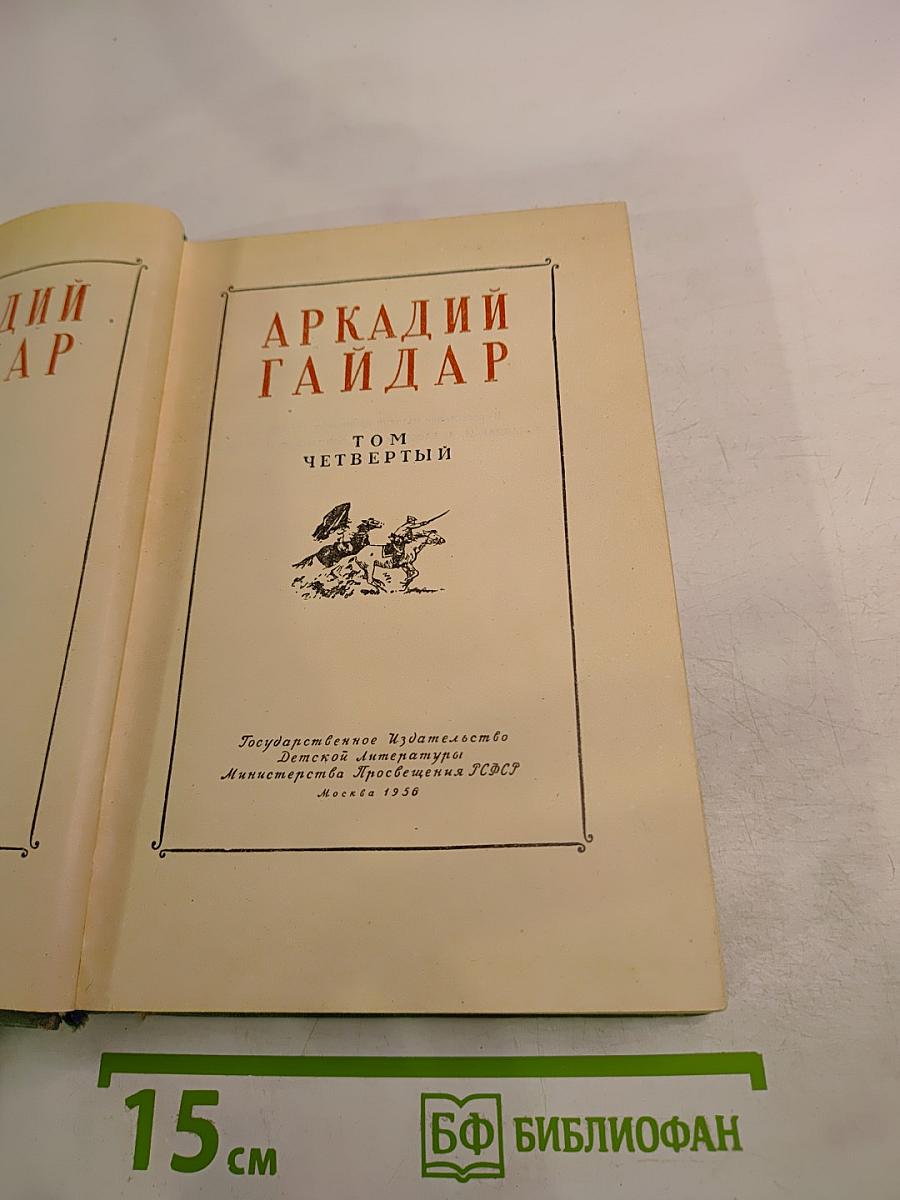 ДИЙ
АР
АРКАДИЙ
ГАЙДАР
ТОМ
ЧЕТВЕРТЫЙ
Государственное Издательство
Детской Литературы
Министерства Просвещения РСФСР
Москва 1956
15 см
БФ БИБЛИОФАН